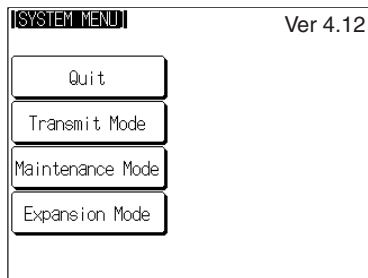 [SYSTEM MENU]
Ver 4.12
Quit
Transmit Mode
Maintenance Mode
Expansion Mode